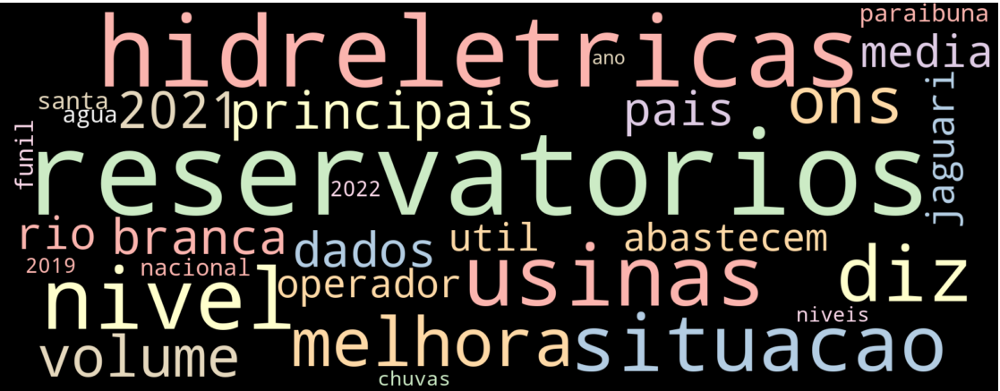 paraibuna
hidreletricas
ano
media
santa
agua
2021
principais
pais
ons
jaguari
funil
reservatorios
2022
rio
branca
dados
util
abastecem
2019
nacional
nivel
operador
usinas
diz
niveis
volume
melhora
situacao
chuvas